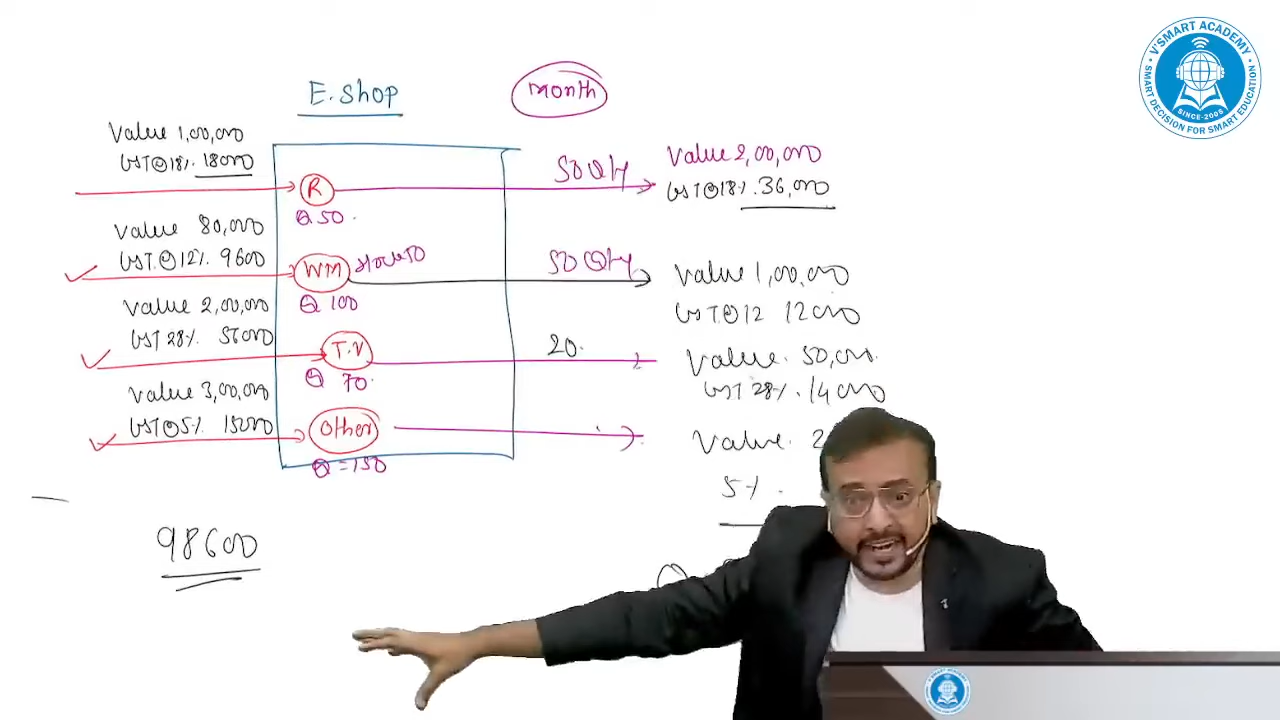 V'SMART ACADEMY
SMART DECISION FOR SMART EDUCATION
SINCE-2005
E.Shop
month
Value 1,00,000
GST@18% 18000
R
Q 50
50 Qty
Value 2,00,000
GST@18% 36,000
Value 80,000
GST@12% 9600
WM
Q 100
50 Qty
Value 1,00,000
GST@12 12000
Value 2,00,000
GST 28% 56000
T.V
Q 70
20
Value 50,000
GST 28% 14000
Value 3,00,000
GST@5% 15000
Other
Q=150
Value 2
5%
98600